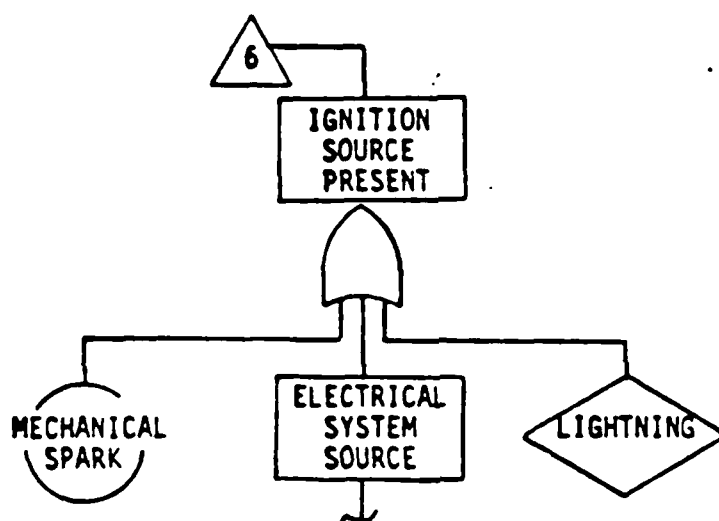 6
IGNITION
SOURCE
PRESENT
MECHANICAL
SPARK
ELECTRICAL
SYSTEM
SOURCE
LIGHTNING